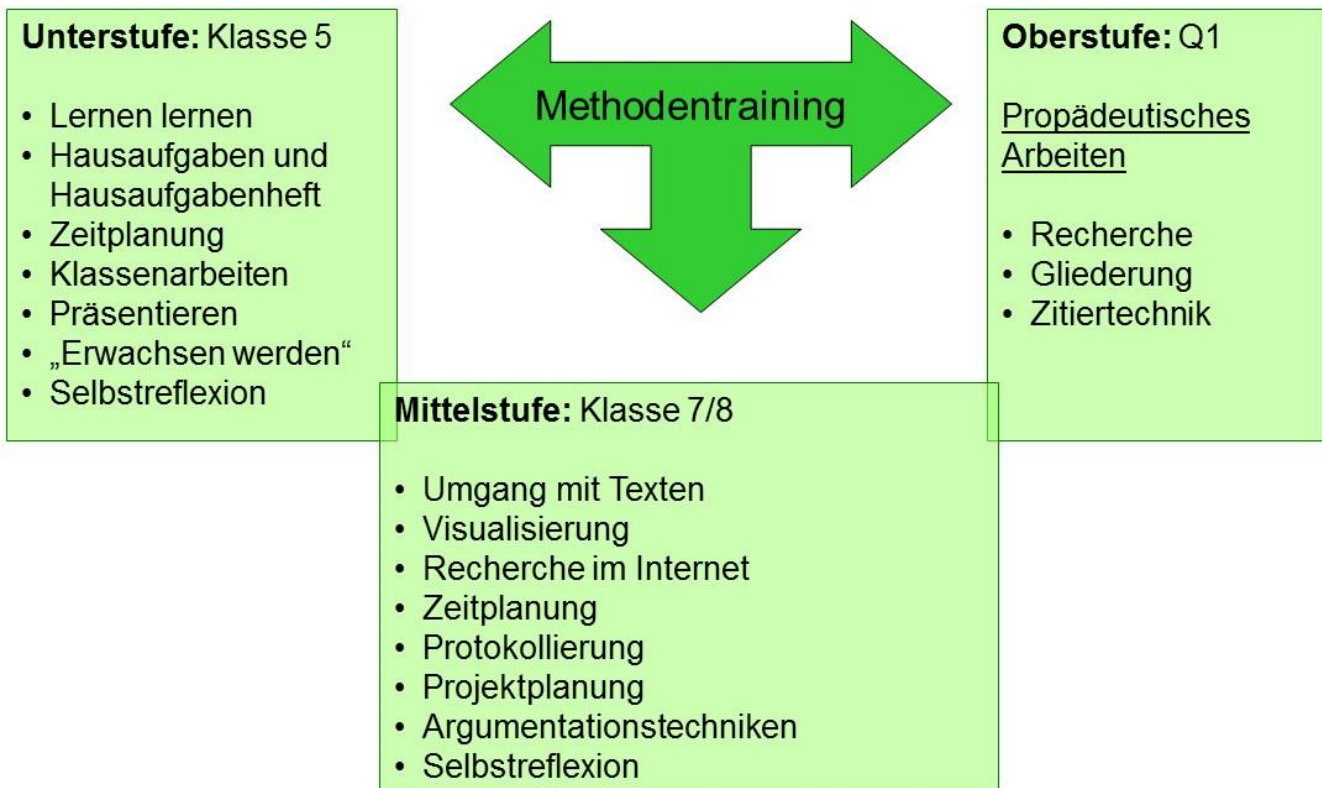 Unterstufe: Klasse 5
• Lernen lernen
• Hausaufgaben und
Hausaufgabenheft
• Zeitplanung
• Klassenarbeiten
• Präsentieren
• „Erwachsen werden“
• Selbstreflexion
Methodentraining
Oberstufe: Q1
Propädeutisches
Arbeiten
• Recherche
• Gliederung
• Zitiertechnik
Mittelstufe: Klasse 7/8
• Umgang mit Texten
• Visualisierung
• Recherche im Internet
• Zeitplanung
• Protokollierung
• Projektplanung
• Argumentationstechniken
• Selbstreflexion